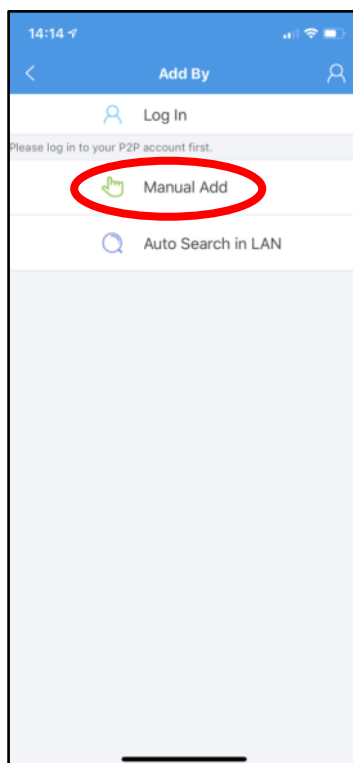 14:14
Add By
Log In
Please log in to your P2P account first.
Manual Add
Auto Search in LAN